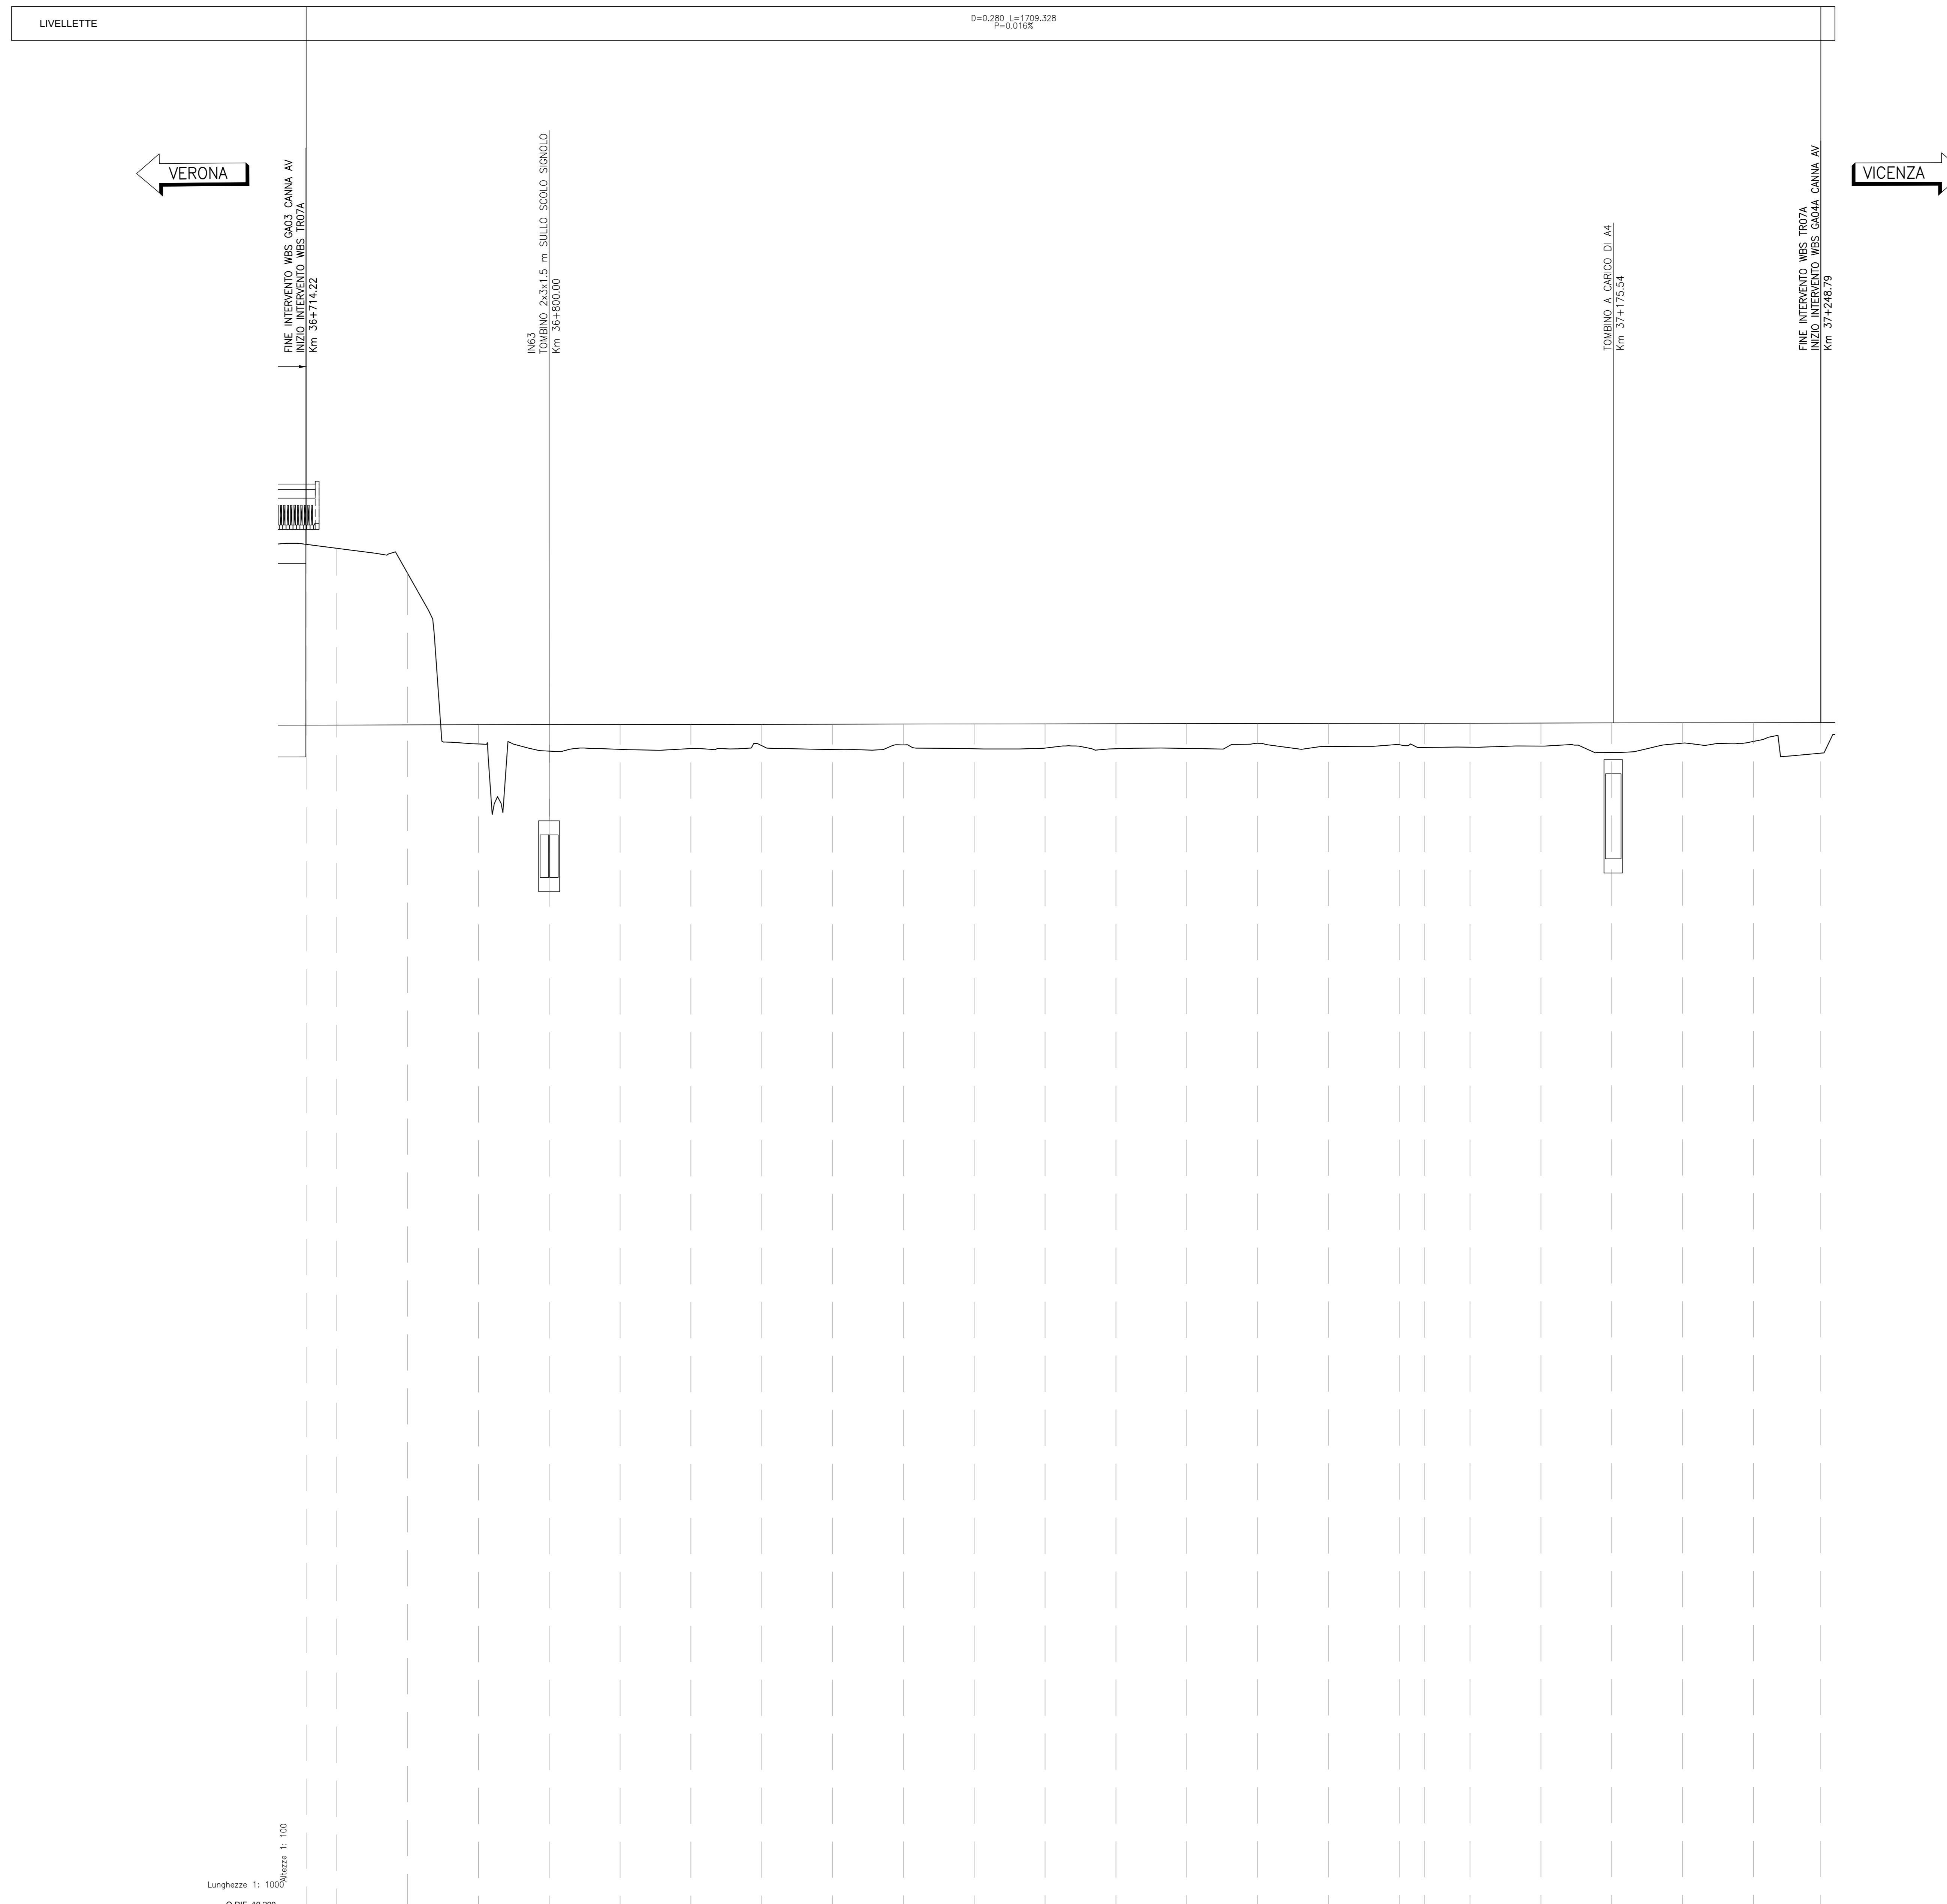 LIVELLETTE
D=0.280 L=1709.328
P=0.016%
VERONA
VICENZA
FINE INTERVENTO WBS GA03 CANNA AV
INIZIO INTERVENTO WBS TR07A
Km 36+714.22
IN63
TOMBINO 2x3x1.5 m SULLO SCOLO SIGNOLO
Km 36+800.00
TOMBINO A CARICO DI A4
Km 37+175.54
FINE INTERVENTO WBS TR07A
INIZIO INTERVENTO WBS GA04A CANNA AV
Km 37+248.79
Altezze 1: 100
Lunghezze 1: 1000